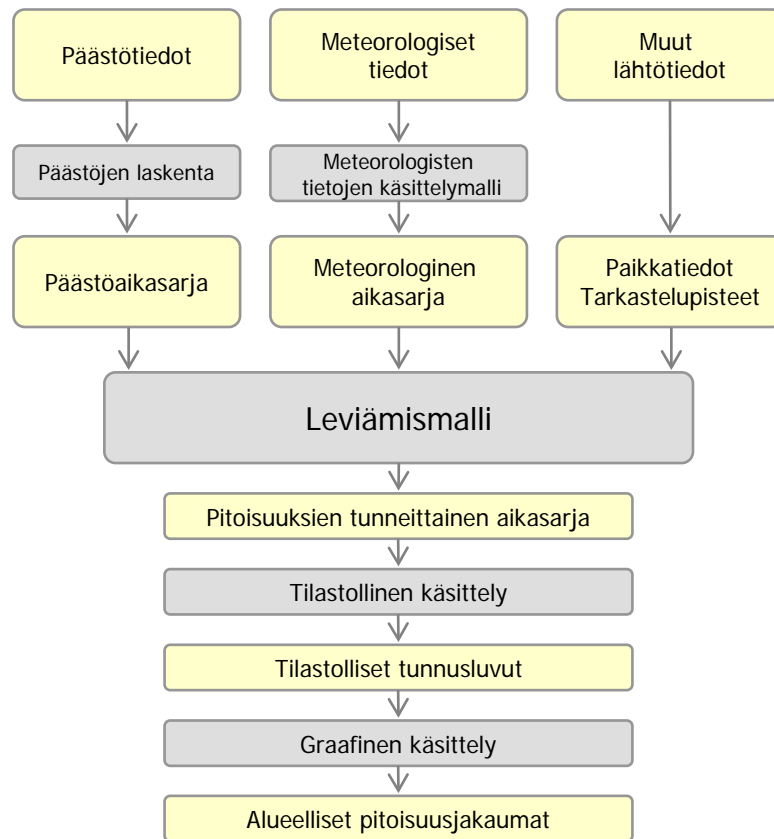 Päästötiedot
Meteorologiset
tiedot
Muut
lähtötiedot
Päästöjen laskenta
Meteorologisten
tietojen käsittelymalli
Päästöaikasarja
Meteorologinen
aikasarja
Paikkatiedot
Tarkastelupisteet
Leviämismalli
Pitoisuuksien tunneittainen aikasarja
Tilastollinen käsittely
Tilastolliset tunnusluvut
Graafinen käsittely
Alueelliset pitoisuusjakaumat